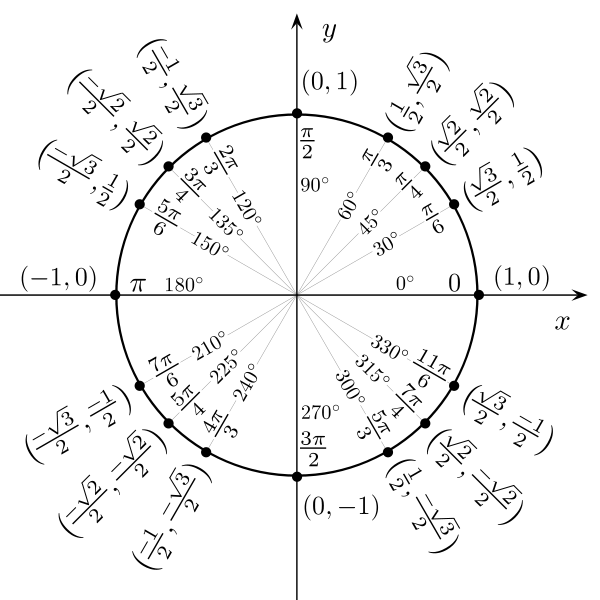 y
(0, 1)
(1/2, √3/2)
(√2/2, √2/2)
(√3/2, 1/2)
(−1/2, √3/2)
(−√2/2, √2/2)
(−√3/2, 1/2)
π/2
90°
π/3
60°
π/4
45°
π/6
30°
2π/3
120°
3π/4
135°
5π/6
150°
(−1, 0)
π
180°
0°
0
(1, 0)
x
7π/6
210°
5π/4
225°
4π/3
240°
270°
3π/2
300°
5π/3
315°
7π/4
330°
11π/6
(−√3/2, −1/2)
(−√2/2, −√2/2)
(−1/2, −√3/2)
(0, −1)
(1/2, −√3/2)
(√2/2, −√2/2)
(√3/2, −1/2)